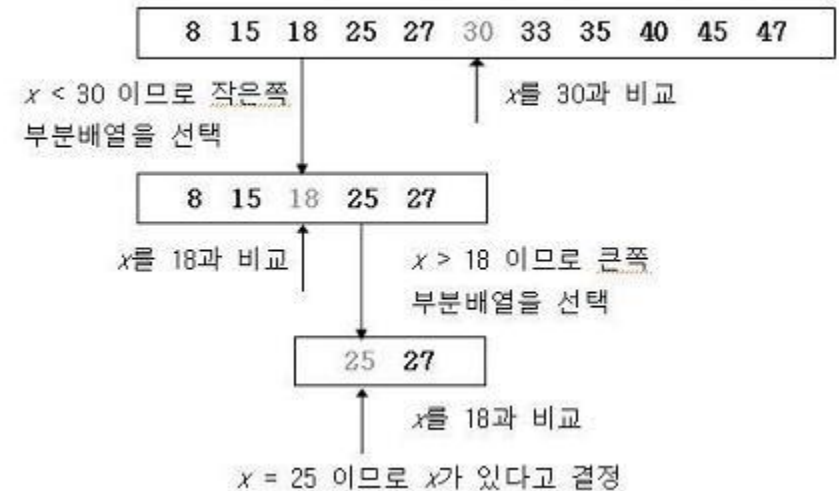 8 15 18 25 27 30 33 35 40 45 47
x < 30 이므로 작은쪽
부분배열을 선택
x를 30과 비교
8 15 18 25 27
x를 18과 비교
x > 18 이므로 큰쪽
부분배열을 선택
25 27
x를 18과 비교
x = 25 이므로 x가 있다고 결정